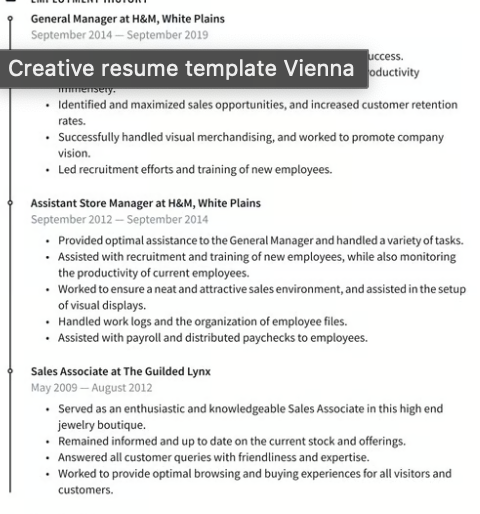 General Manager at H&M, White Plains
September 2014 — September 2019
uccess.
Creative resume template Vienna
oductivity
immensely.
• Identified and maximized sales opportunities, and increased customer retention
rates.
• Successfully handled visual merchandising, and worked to promote company
vision.
• Led recruitment efforts and training of new employees.
Assistant Store Manager at H&M, White Plains
September 2012 — September 2014
• Provided optimal assistance to the General Manager and handled a variety of tasks.
• Assisted with recruitment and training of new employees, while also monitoring
the productivity of current employees.
• Worked to ensure a neat and attractive sales environment, and assisted in the setup
of visual displays.
• Handled work logs and the organization of employee files.
• Assisted with payroll and distributed paychecks to employees.
Sales Associate at The Guilded Lynx
May 2009 — August 2012
• Served as an enthusiastic and knowledgeable Sales Associate in this high end
jewelry boutique.
• Remained informed and up to date on the current stock and offerings.
• Answered all customer queries with friendliness and expertise.
• Worked to provide optimal browsing and buying experiences for all visitors and
customers.